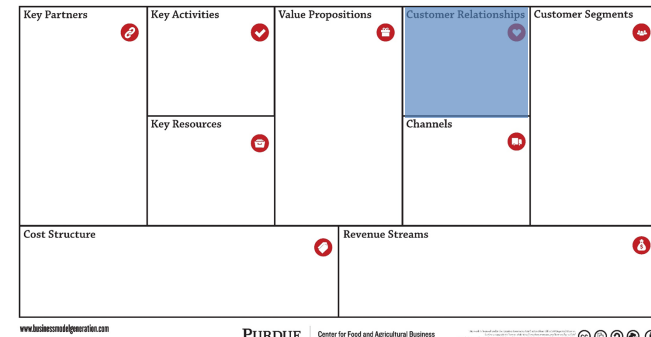 Key Partners
Key Activities
Value Propositions
Customer Relationships
Customer Segments
Key Resources
Channels
Cost Structure
Revenue Streams
www.businessmodelgeneration.com
PURDUE
Center for Food and Agricultural Business